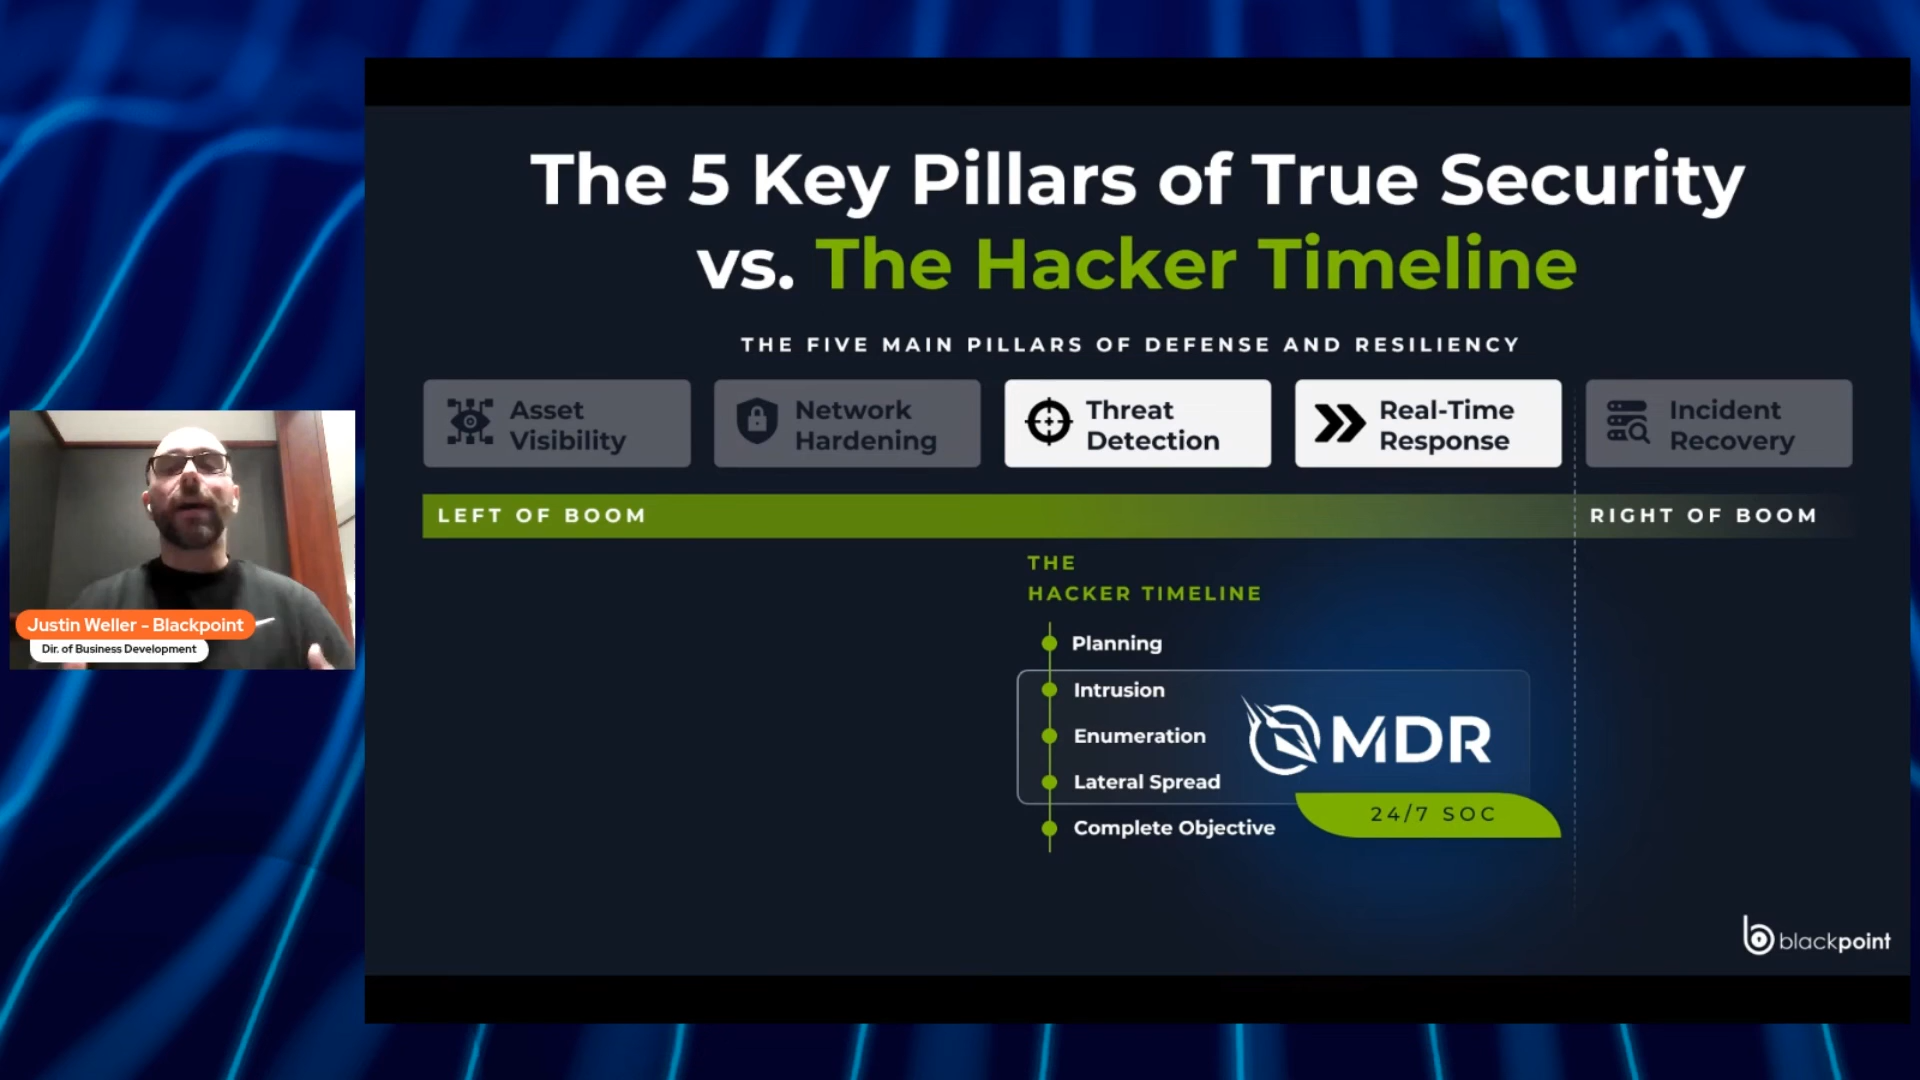 The 5 Key Pillars of True Security
vs. The Hacker Timeline
THE FIVE MAIN PILLARS OF DEFENSE AND RESILIENCY
Asset
Visibility
Network
Hardening
Threat
Detection
Real-Time
Response
Incident
Recovery
LEFT OF BOOM
RIGHT OF BOOM
THE
HACKER TIMELINE
Planning
Intrusion
Enumeration
Lateral Spread
Complete Objective
MDR
24/7 SOC
Justin Weller - Blackpoint
Dir. of Business Development
blackpoint